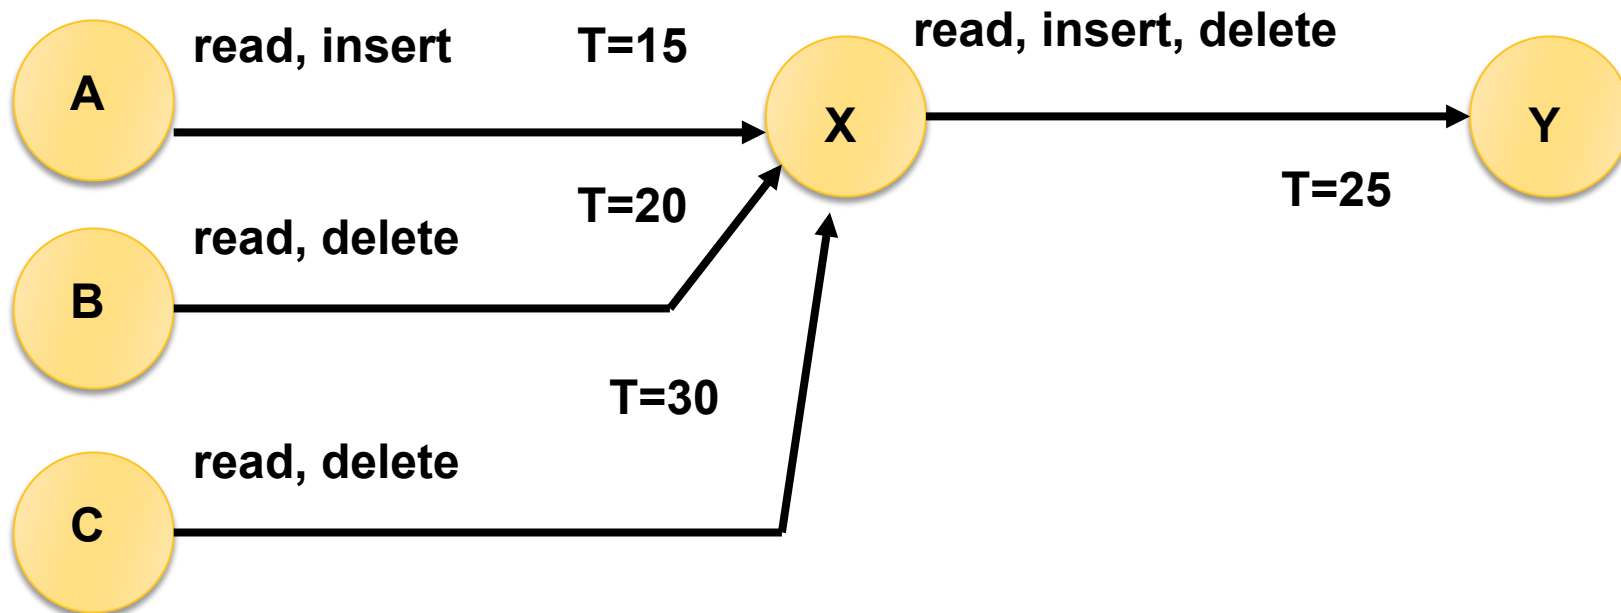 read, insert T=15 read, insert, delete
A
X
Y
T=20
T=25
read, delete
B
T=30
read, delete
C